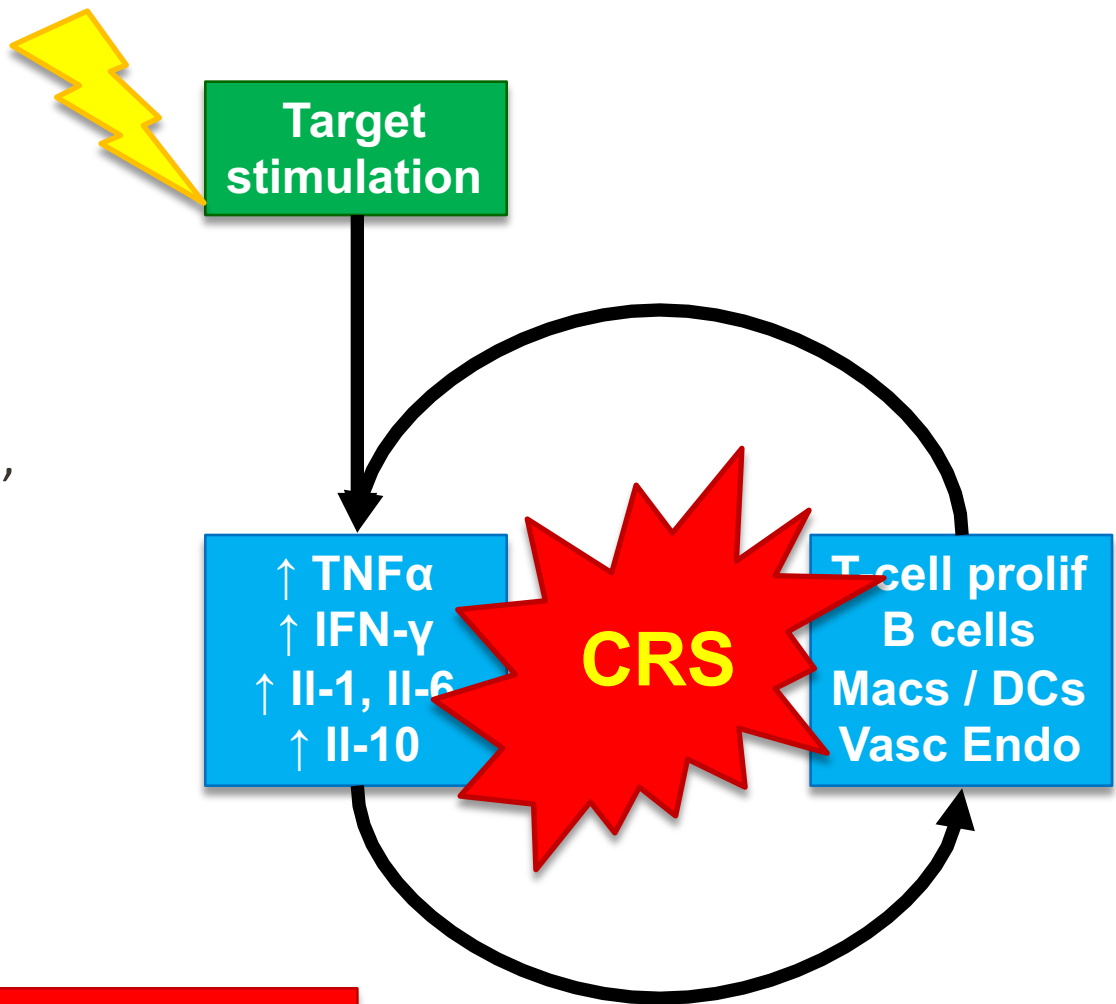 Target
stimulation
,
↑ TNFα
↑ IFN-γ
↑ Il-1, Il-6
↑ Il-10
CRS
T-cell prolif
B cells
Macs / DCs
Vasc Endo